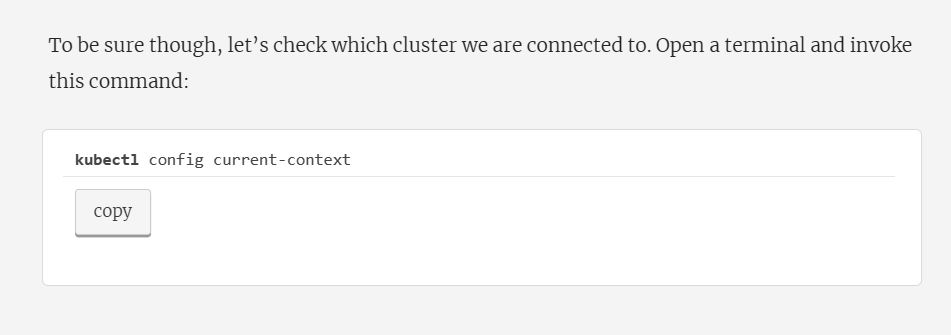 To be sure though, let’s check which cluster we are connected to. Open a terminal and invoke
this command:
kubectl config current-context
copy